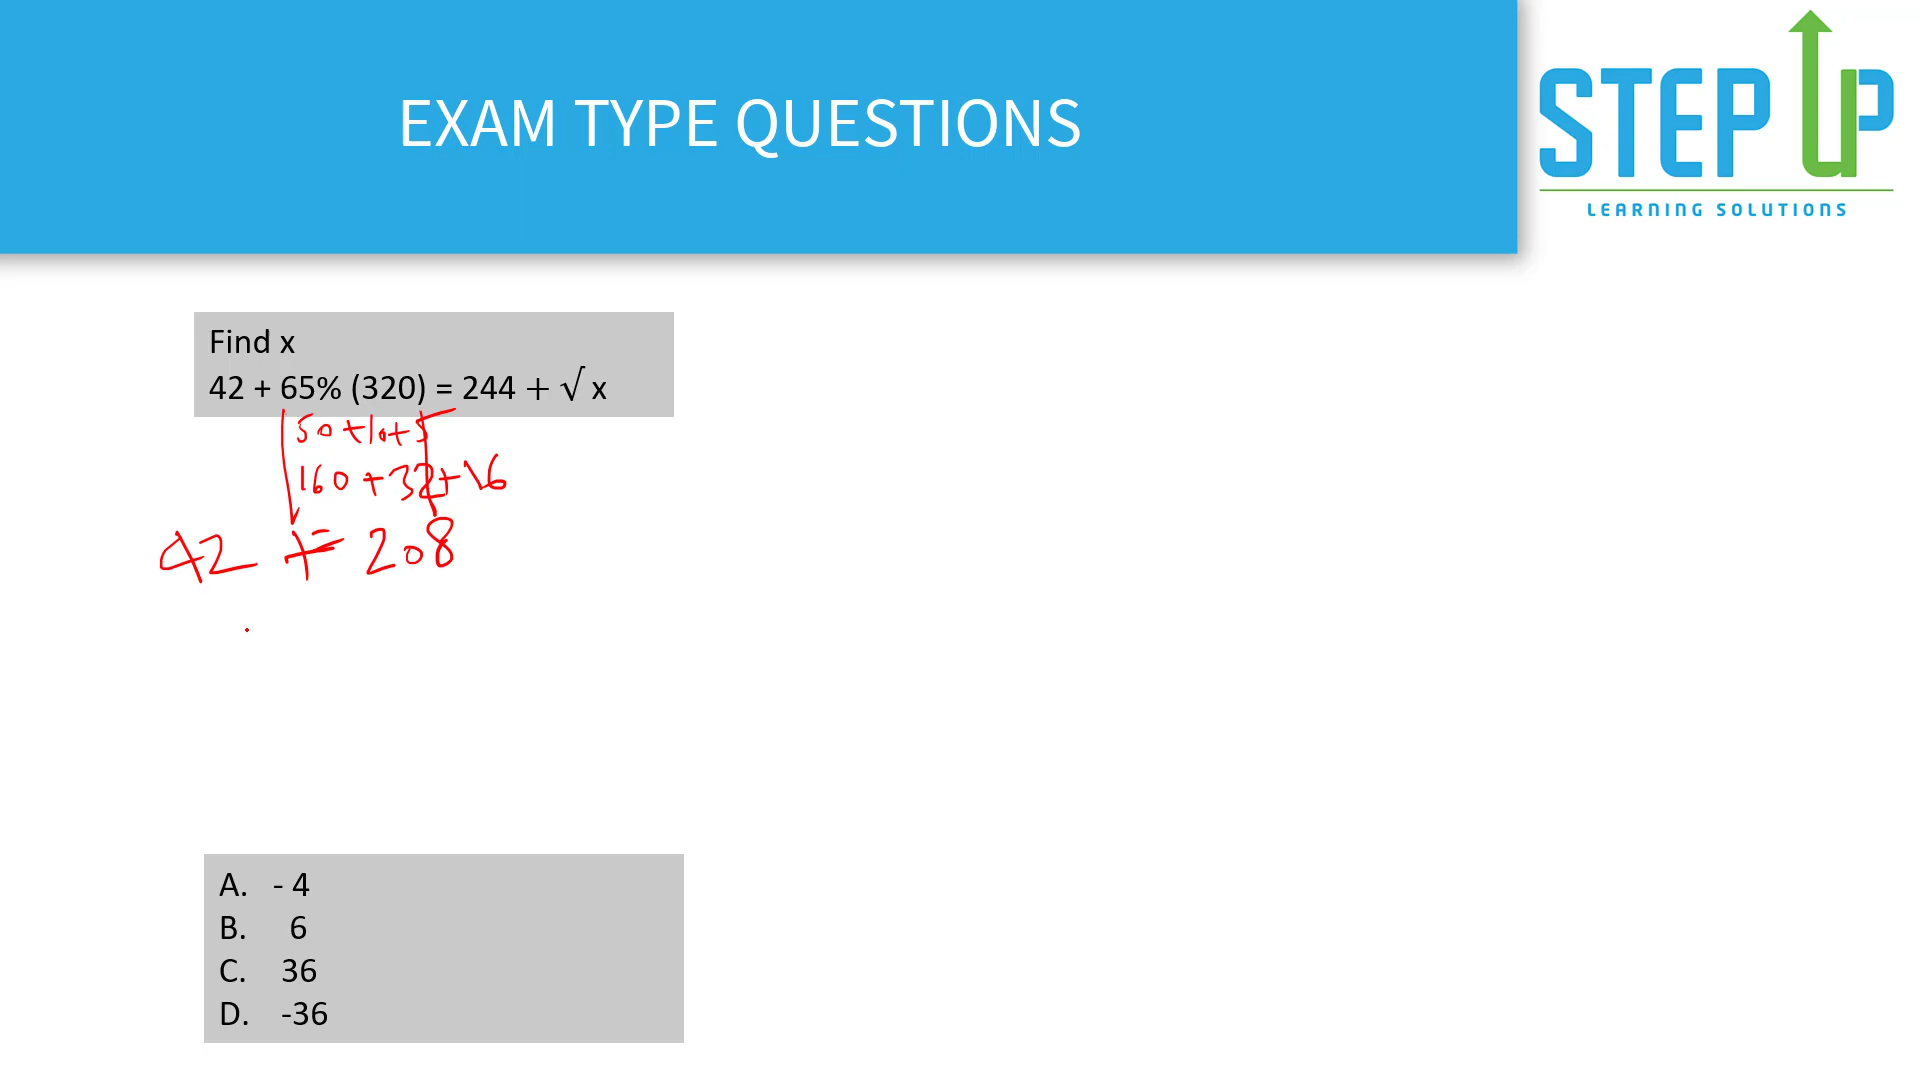 EXAM TYPE QUESTIONS
STEP UP
LEARNING SOLUTIONS
Find x
42 + 65% (320) = 244 + √ x
50 + 10 + 5
160 + 32 + 16
42 + = 208
A. - 4
B. 6
C. 36
D. -36